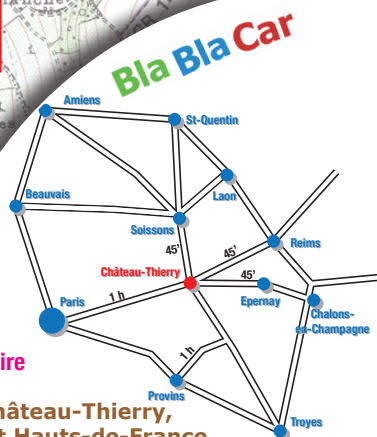 Bla Bla Car
Amiens
St-Quentin
Laon
Beauvais
Soissons
45'
45'
Reims
Château-Thierry
45'
Epernay
1 h
Paris
Chalons-
en-Champagne
1 h
Provins
Troyes
ire
hâteau-Thierry,
t Hauts-de-France